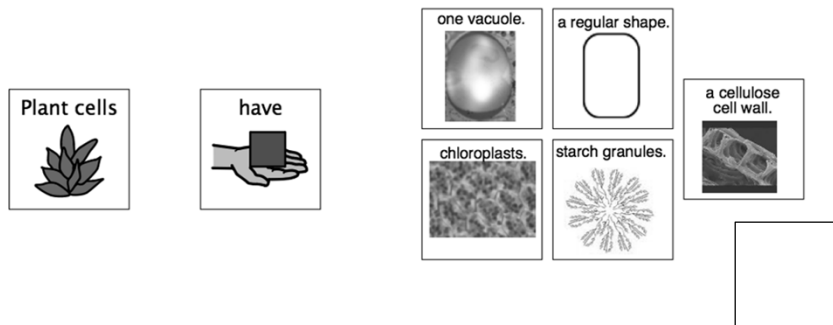 Plant cells
have
one vacuole.
a regular shape.
a cellulose
cell wall.
chloroplasts.
starch granules.